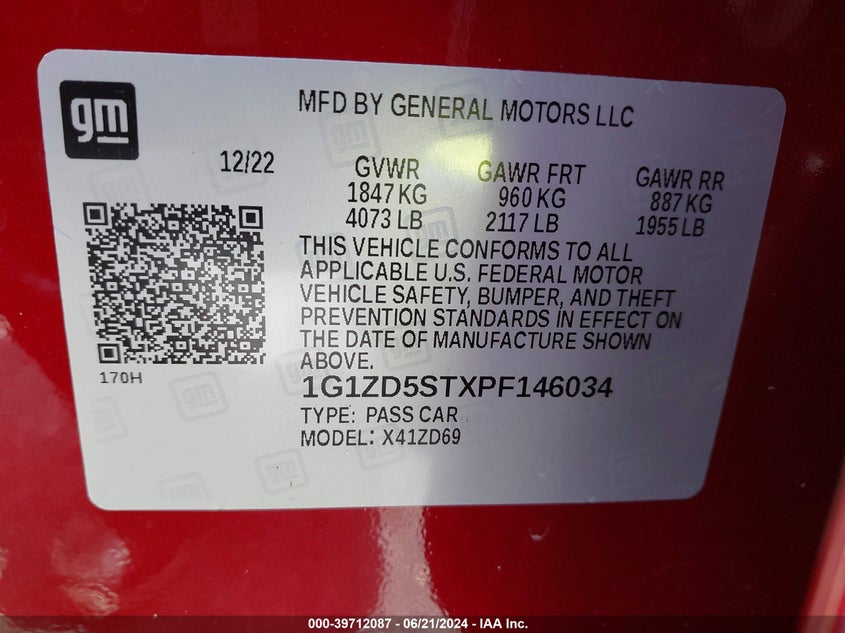 gm
MFD BY GENERAL MOTORS LLC
12/22 GVWR GAWR FRT GAWR RR
1847 KG 960 KG 887 KG
4073 LB 2117 LB 1955 LB
THIS VEHICLE CONFORMS TO ALL
APPLICABLE U.S. FEDERAL MOTOR
VEHICLE SAFETY, BUMPER, AND THEFT
PREVENTION STANDARDS IN EFFECT ON
THE DATE OF MANUFACTURE SHOWN
ABOVE.
170H
1G1ZD5STXPF146034
TYPE: PASS CAR
MODEL: X41ZD69
000-39712087 - 06/21/2024 - IAA Inc.